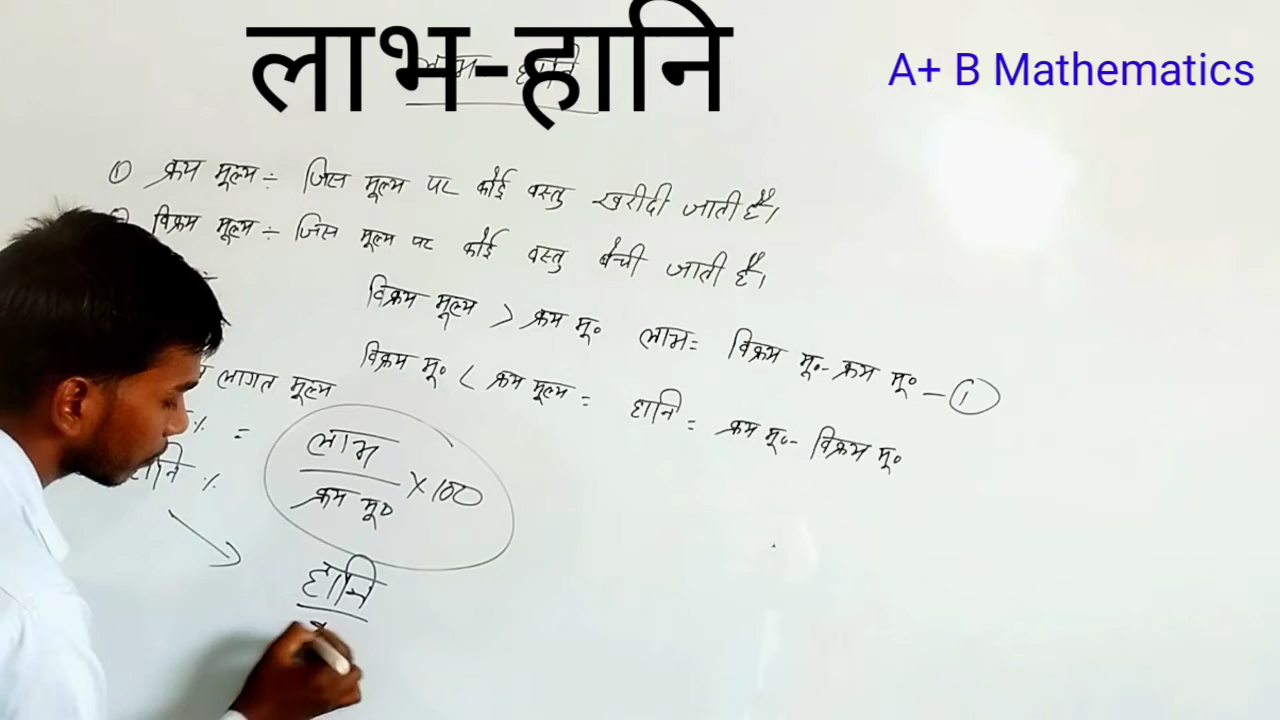 लाभ-हानि
A+ B Mathematics
लाभ - हानि
① क्रय मूल्य ÷ जिस मूल्य पर कोई वस्तु खरीदी जाती है।
विक्रय मूल्य ÷ जिस मूल्य पर कोई वस्तु बेची जाती है।
विक्रय मूल्य > क्रय मू० लाभ = विक्रय मू०- क्रय मू० - ①
विक्रय मू० < क्रय मूल्य = हानि = क्रय मू०- विक्रय मू०
लागत मूल्य
% = लाभ / क्रय मू० × 100
हानि %
हानि